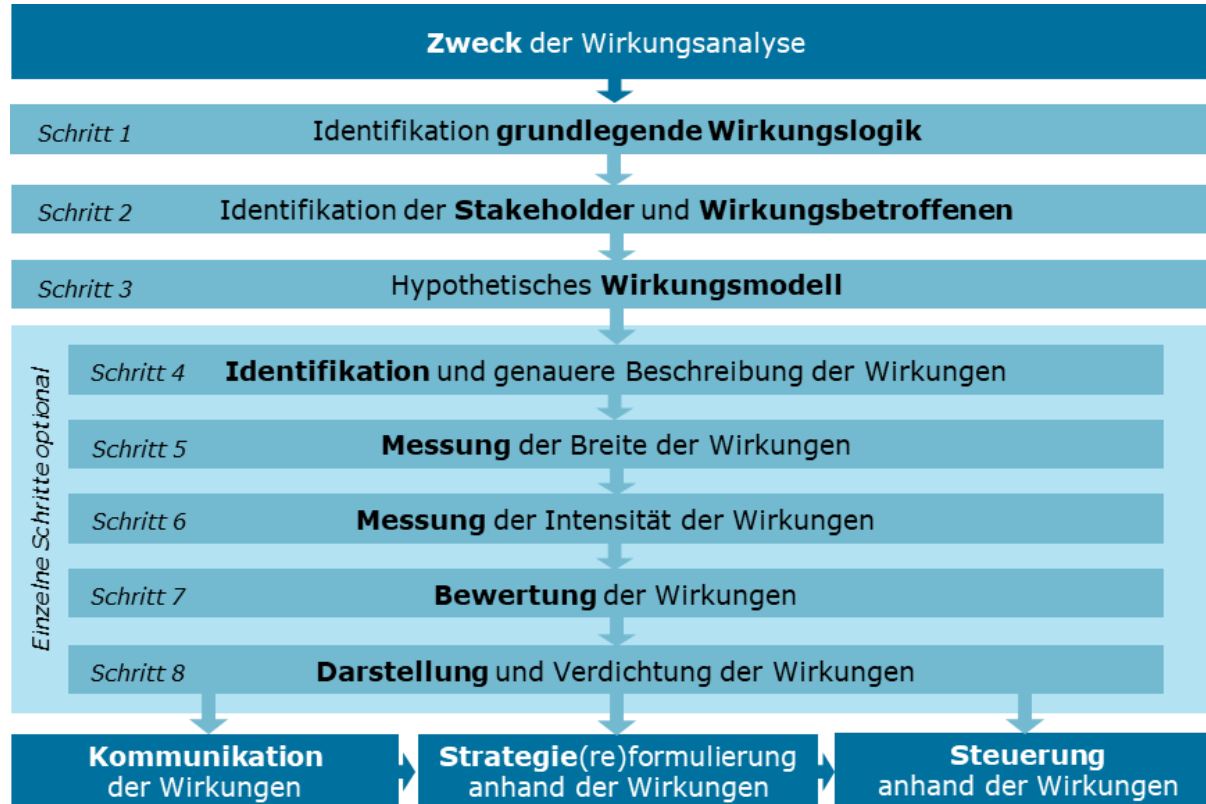 Zweck der Wirkungsanalyse
Schritt 1
Identifikation grundlegende Wirkungslogik
Schritt 2
Identifikation der Stakeholder und Wirkungsbetroffenen
Schritt 3
Hypothetisches Wirkungsmodell
Einzelne Schritte optional
Schritt 4
Identifikation und genauere Beschreibung der Wirkungen
Schritt 5
Messung der Breite der Wirkungen
Schritt 6
Messung der Intensität der Wirkungen
Schritt 7
Bewertung der Wirkungen
Schritt 8
Darstellung und Verdichtung der Wirkungen
Kommunikation
der Wirkungen
Strategie(re)formulierung
anhand der Wirkungen
Steuerung
anhand der Wirkungen